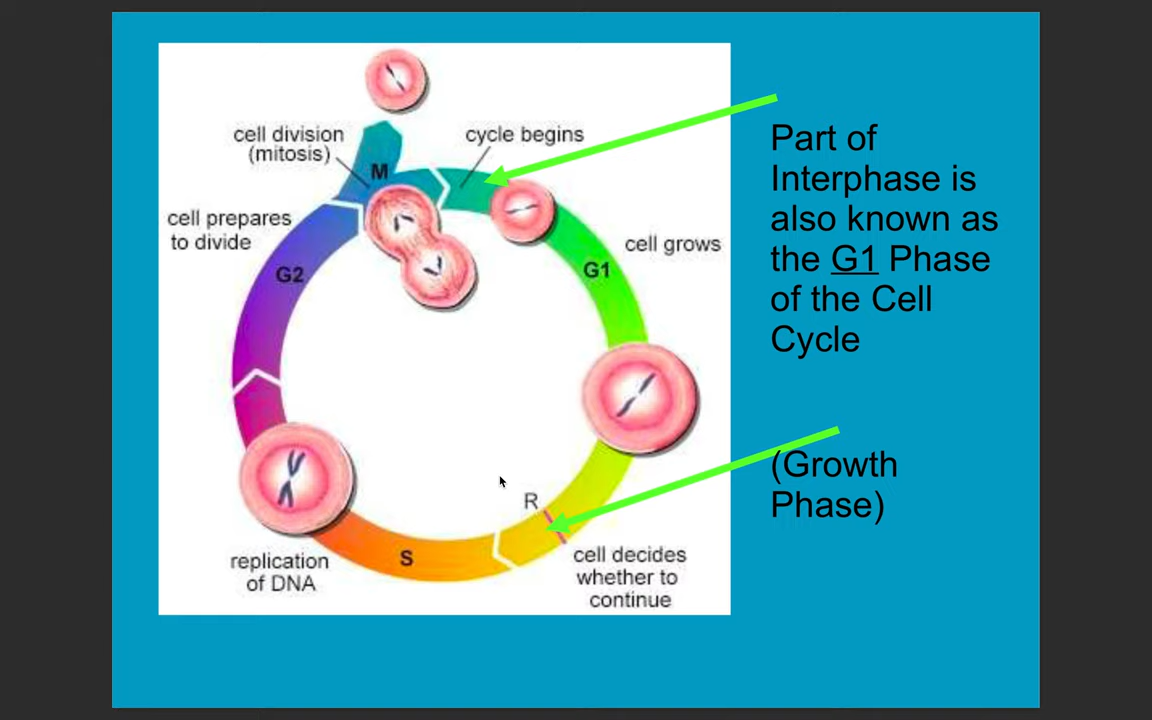 cell division
(mitosis)
cycle begins
M
cell prepares
to divide
G2
G1
cell grows
R
S
replication
of DNA
cell decides
whether to
continue
Part of
Interphase is
also known as
the G1 Phase
of the Cell
Cycle
(Growth
Phase)